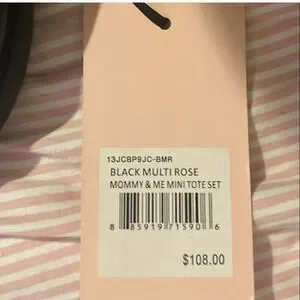 13JCBP9JC-BMR
BLACK MULTI ROSE
MOMMY & ME MINI TOTE SET
8 85919 71590 6
$108.00